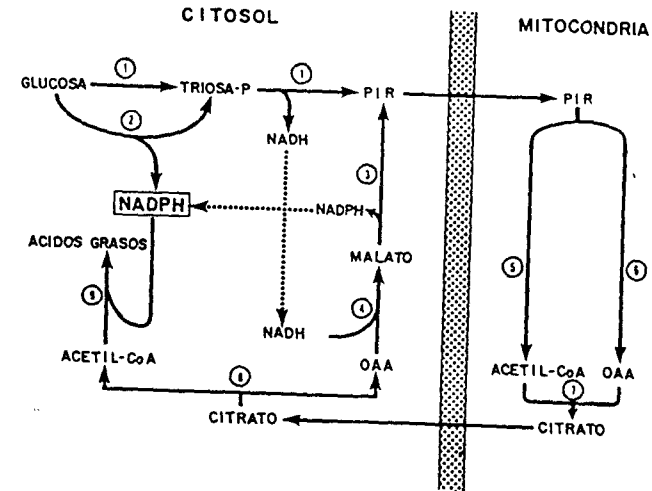 CITOSOL
MITOCONDRIA
GLUCOSA
1
TRIOSA-P
1
PIR
PIR
2
NADH
3
NADPH
NADPH
ACIDOS GRASOS
MALATO
5
6
9
4
NADH
ACETIL-CoA
OAA
ACETIL-CoA
OAA
8
7
CITRATO
CITRATO